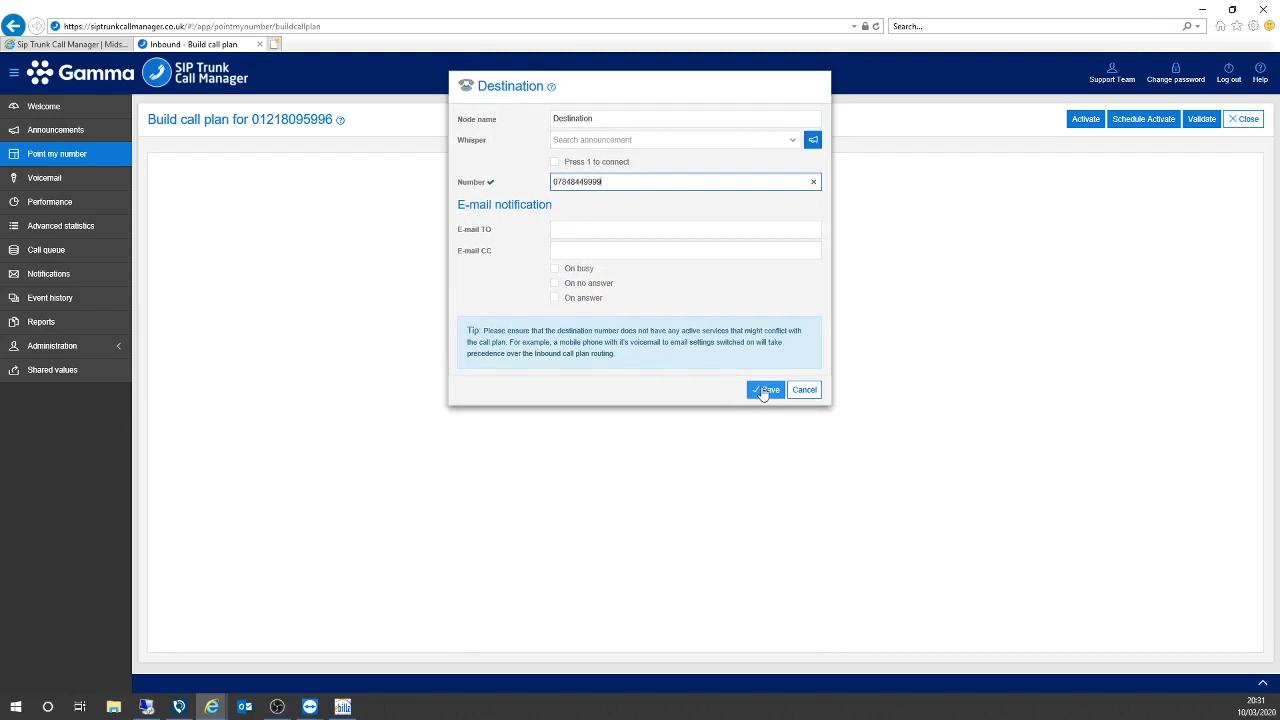 https://siptrunkcallmanager.co.uk/#!/app/pointmynumber/buildcallplan
Search...
Sip Trunk Call Manager | Mids...
Inbound - Build call plan
Gamma
SIP Trunk
Call Manager
Support Team
Change password
Log out
Help
Welcome
Announcements
Point my number
Voicemail
Performance
Advanced statistics
Call queue
Notifications
Event history
Reports
Administration
Shared values
Build call plan for 01218095996
Activate
Schedule Activate
Validate
Close
Destination
Node name
Destination
Whisper
Search announcement
Press 1 to connect
Number
07848449999
E-mail notification
E-mail TO
E-mail CC
On busy
On no answer
On answer
Tip: Please ensure that the destination number does not have any active services that might conflict with
the call plan. For example, a mobile phone with it's voicemail to email settings switched on will take
precedence over the Inbound call plan routing.
Cancel
20:31
10/03/2020